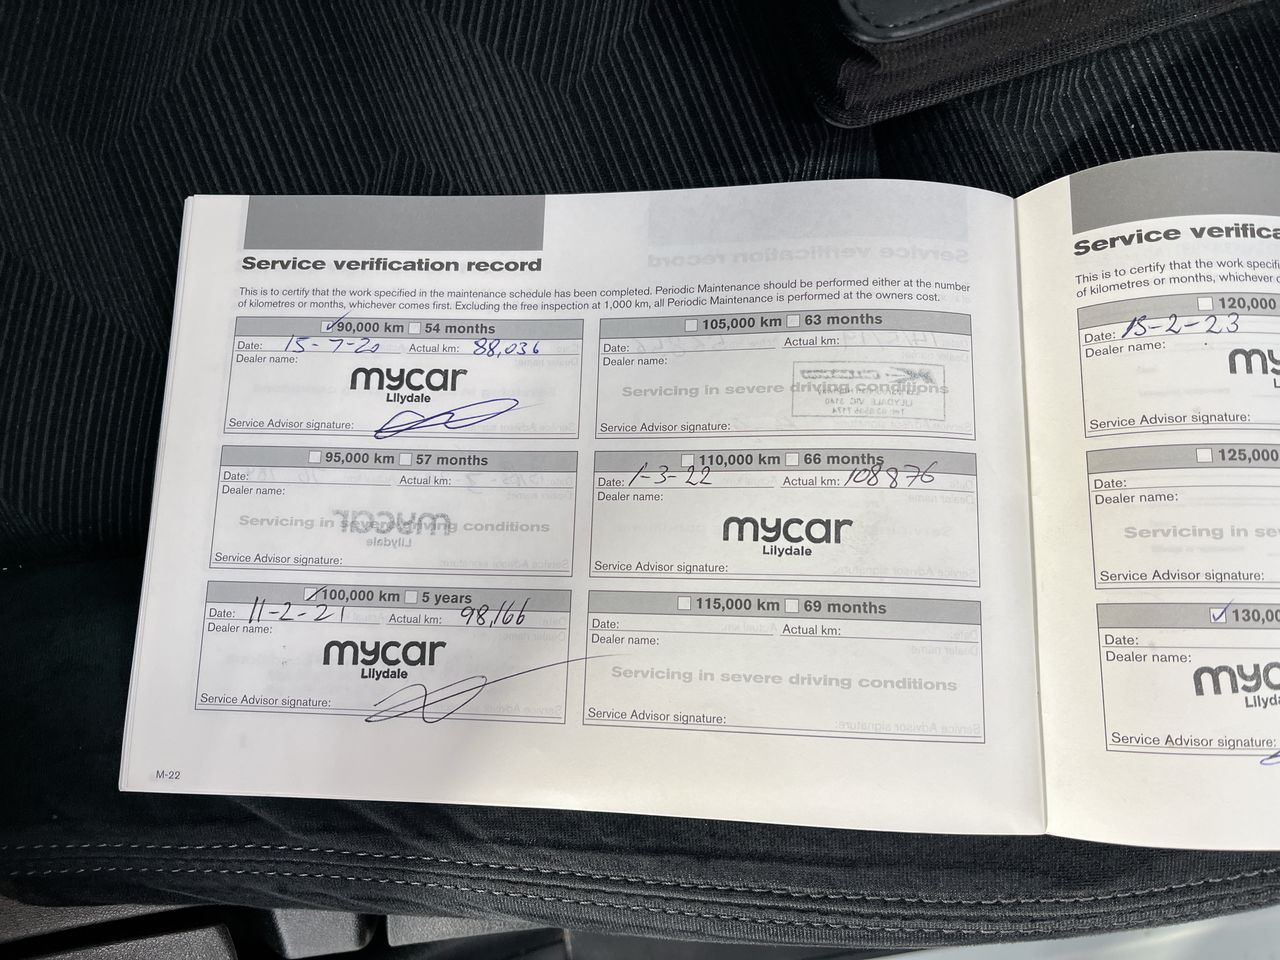 Service verification record
This is to certify that the work specified in the maintenance schedule has been completed. Periodic Maintenance should be performed either at the number
of kilometres or months, whichever comes first. Excluding the free inspection at 1,000 km, all Periodic Maintenance is performed at the owners cost.
90,000 km 54 months
Date: 15-7-20 Actual km: 88,036
Dealer name:
mycar
Lilydale
Service Advisor signature:
95,000 km 57 months
Date: Actual km:
Dealer name:
Servicing in severe driving conditions
Service Advisor signature:
100,000 km 5 years
Date: 11-2-21 Actual km: 98,166
Dealer name:
mycar
Lilydale
Service Advisor signature:
M-22
105,000 km 63 months
Date: Actual km:
Dealer name:
Servicing in severe driving conditions
Service Advisor signature:
110,000 km 66 months
Date: 1-3-22 Actual km: 108876
Dealer name:
mycar
Lilydale
Service Advisor signature:
115,000 km 69 months
Date: Actual km:
Dealer name:
Servicing in severe driving conditions
Service Advisor signature:
Service verifica
This is to certify that the work specifi
of kilometres or months, whichever c
120,000
Date: 15-2-23
Dealer name:
my
Service Advisor signature:
125,000
Date:
Dealer name:
Servicing in se
Service Advisor signature:
130,00
Date:
Dealer name:
myc
Lilyda
Service Advisor signature: